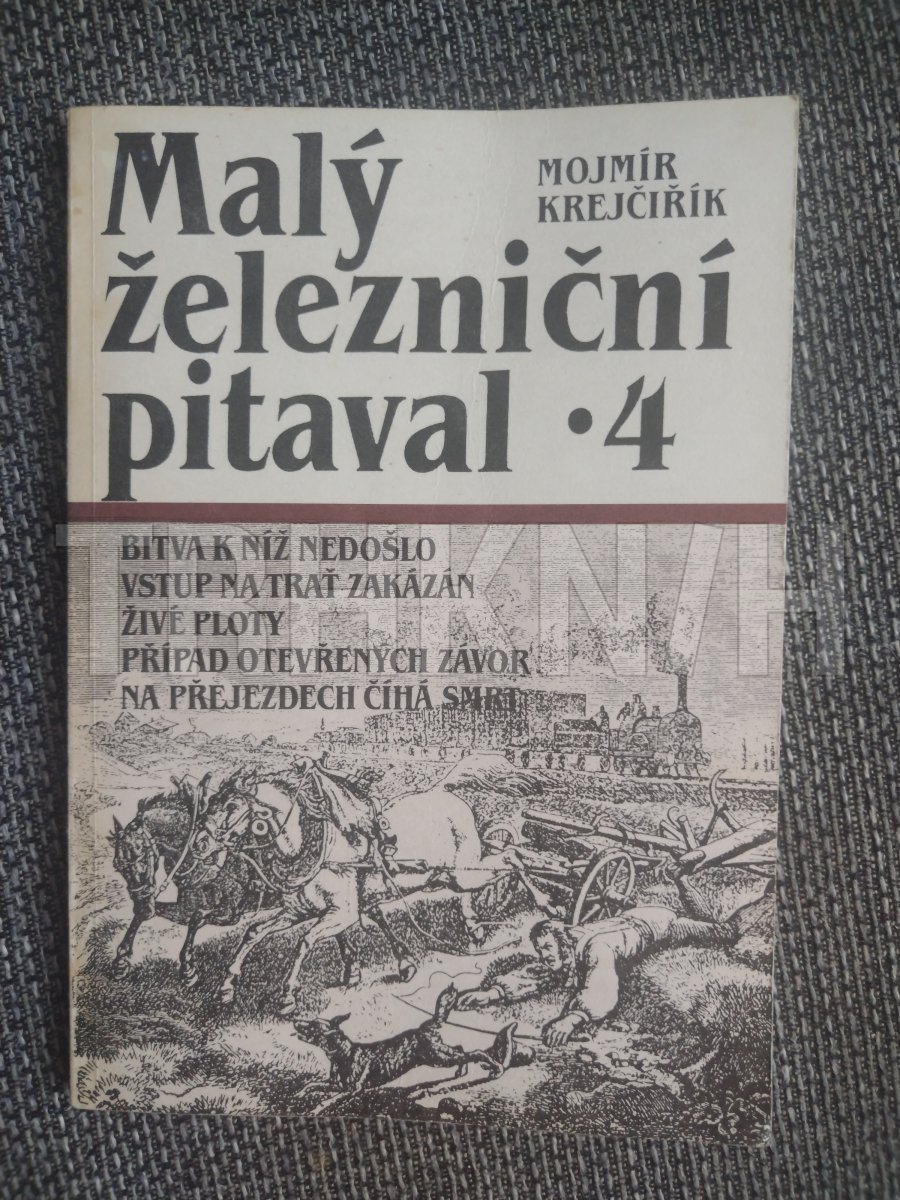 Malý
železniční
pitaval · 4
MOJMÍR
KREJČIŘÍK
BITVA K NÍŽ NEDOŠLO
VSTUP NA TRAŤ ZAKÁZÁN
ŽIVÉ PLOTY
PŘÍPAD OTEVŘENÝCH ZÁVOR
NA PŘEJEZDECH ČÍHÁ SMRT